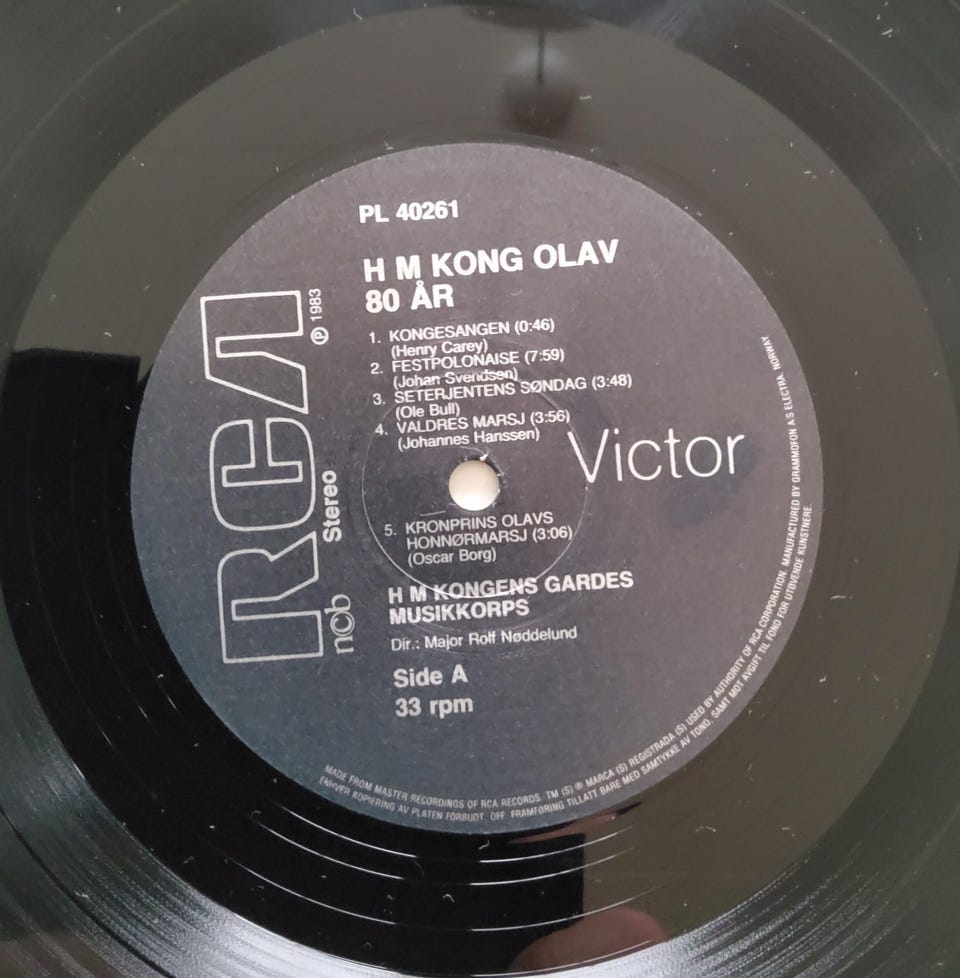 PL 40261
H M KONG OLAV
80 ÅR
1. KONGESANGEN (0:46)
(Henry Carey)
2. FESTPOLONAISE (7:59)
(Johan Svendsen)
3. SETERJENTENS SØNDAG (3:48)
(Ole Bull)
4. VALDRES MARSJ (3:56)
(Johannes Hanssen)
RCA
℗ 1983
Stereo
ncb
Victor
5. KRONPRINS OLAVS
HONNØRMARSJ (3:06)
(Oscar Borg)
H M KONGENS GARDES
MUSIKKORPS
Dir.: Major Rolf Nøddelund
Side A
33 rpm
MADE FROM MASTER RECORDINGS OF RCA RECORDS. TM (S) ® MARCA (S) REGISTRADA (S) USED BY AUTHORITY OF RCA CORPORATION. MANUFACTURED BY GRAMMOFON A/S ELECTRA. NORWAY
ENHVER KOPIERING AV PLATEN FORBUDT. OFF. FRAMFØRING TILLATT BARE MED SAMTYKKE AV TONO. SAMT MOT AVGIFT TIL FOND FOR UTØVENDE KUNSTNERE.